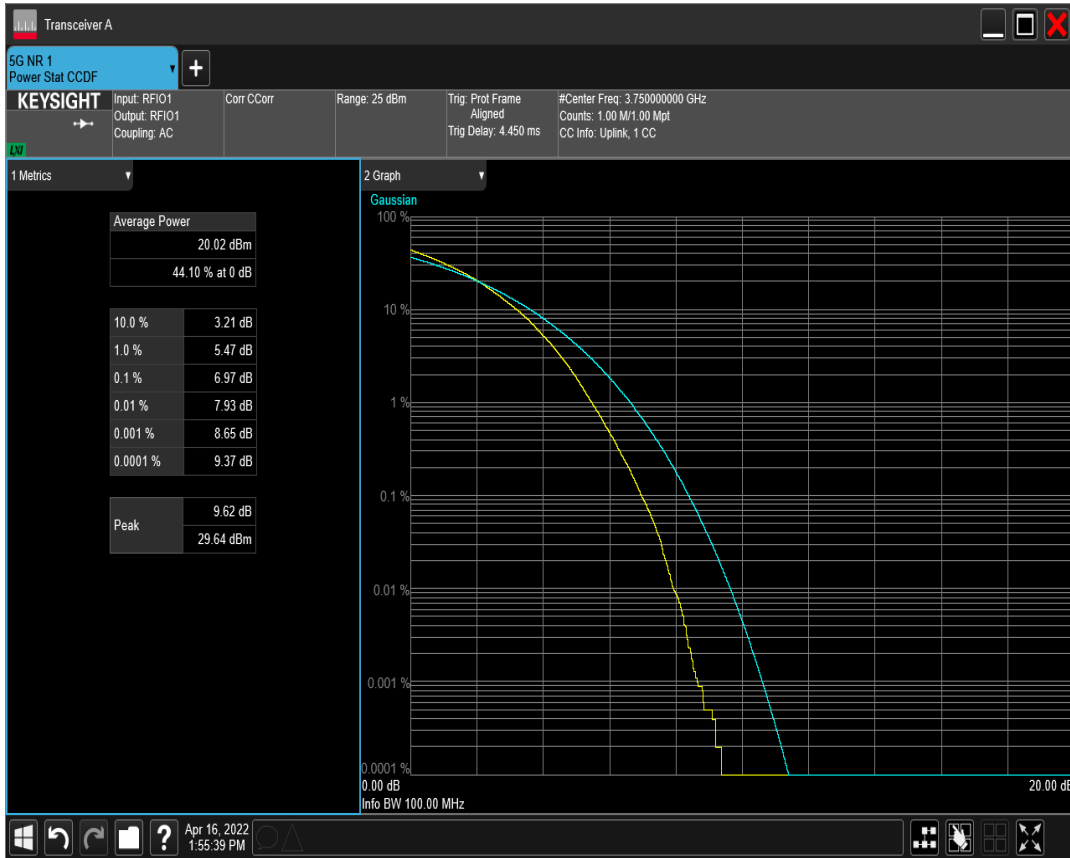 Transceiver A
5G NR 1
Power Stat CCDF
+
KEYSIGHT
LXI
Input: RFIO1
Output: RFIO1
Coupling: AC
Corr CCorr
Range: 25 dBm
Trig: Prot Frame
Aligned
Trig Delay: 4.450 ms
#Center Freq: 3.750000000 GHz
Counts: 1.00 M/1.00 Mpt
CC Info: Uplink, 1 CC
1 Metrics
Average Power
20.02 dBm
44.10 % at 0 dB
10.0 % 3.21 dB
1.0 % 5.47 dB
0.1 % 6.97 dB
0.01 % 7.93 dB
0.001 % 8.65 dB
0.0001 % 9.37 dB
Peak
9.62 dB
29.64 dBm
2 Graph
Gaussian
100 %
10 %
1 %
0.1 %
0.01 %
0.001 %
0.0001 %
0.00 dB 20.00 dB
Info BW 100.00 MHz
?
Apr 16, 2022
1:55:39 PM